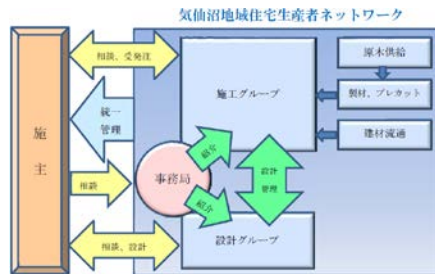 気仙沼地域住宅生産者ネットワーク
相談、受発注
施工グループ
原木供給
製材、プレカット
建材流通
統一
管理
施主
相談
事務局
紹介
紹介
設計
管理
相談、設計
設計グループ